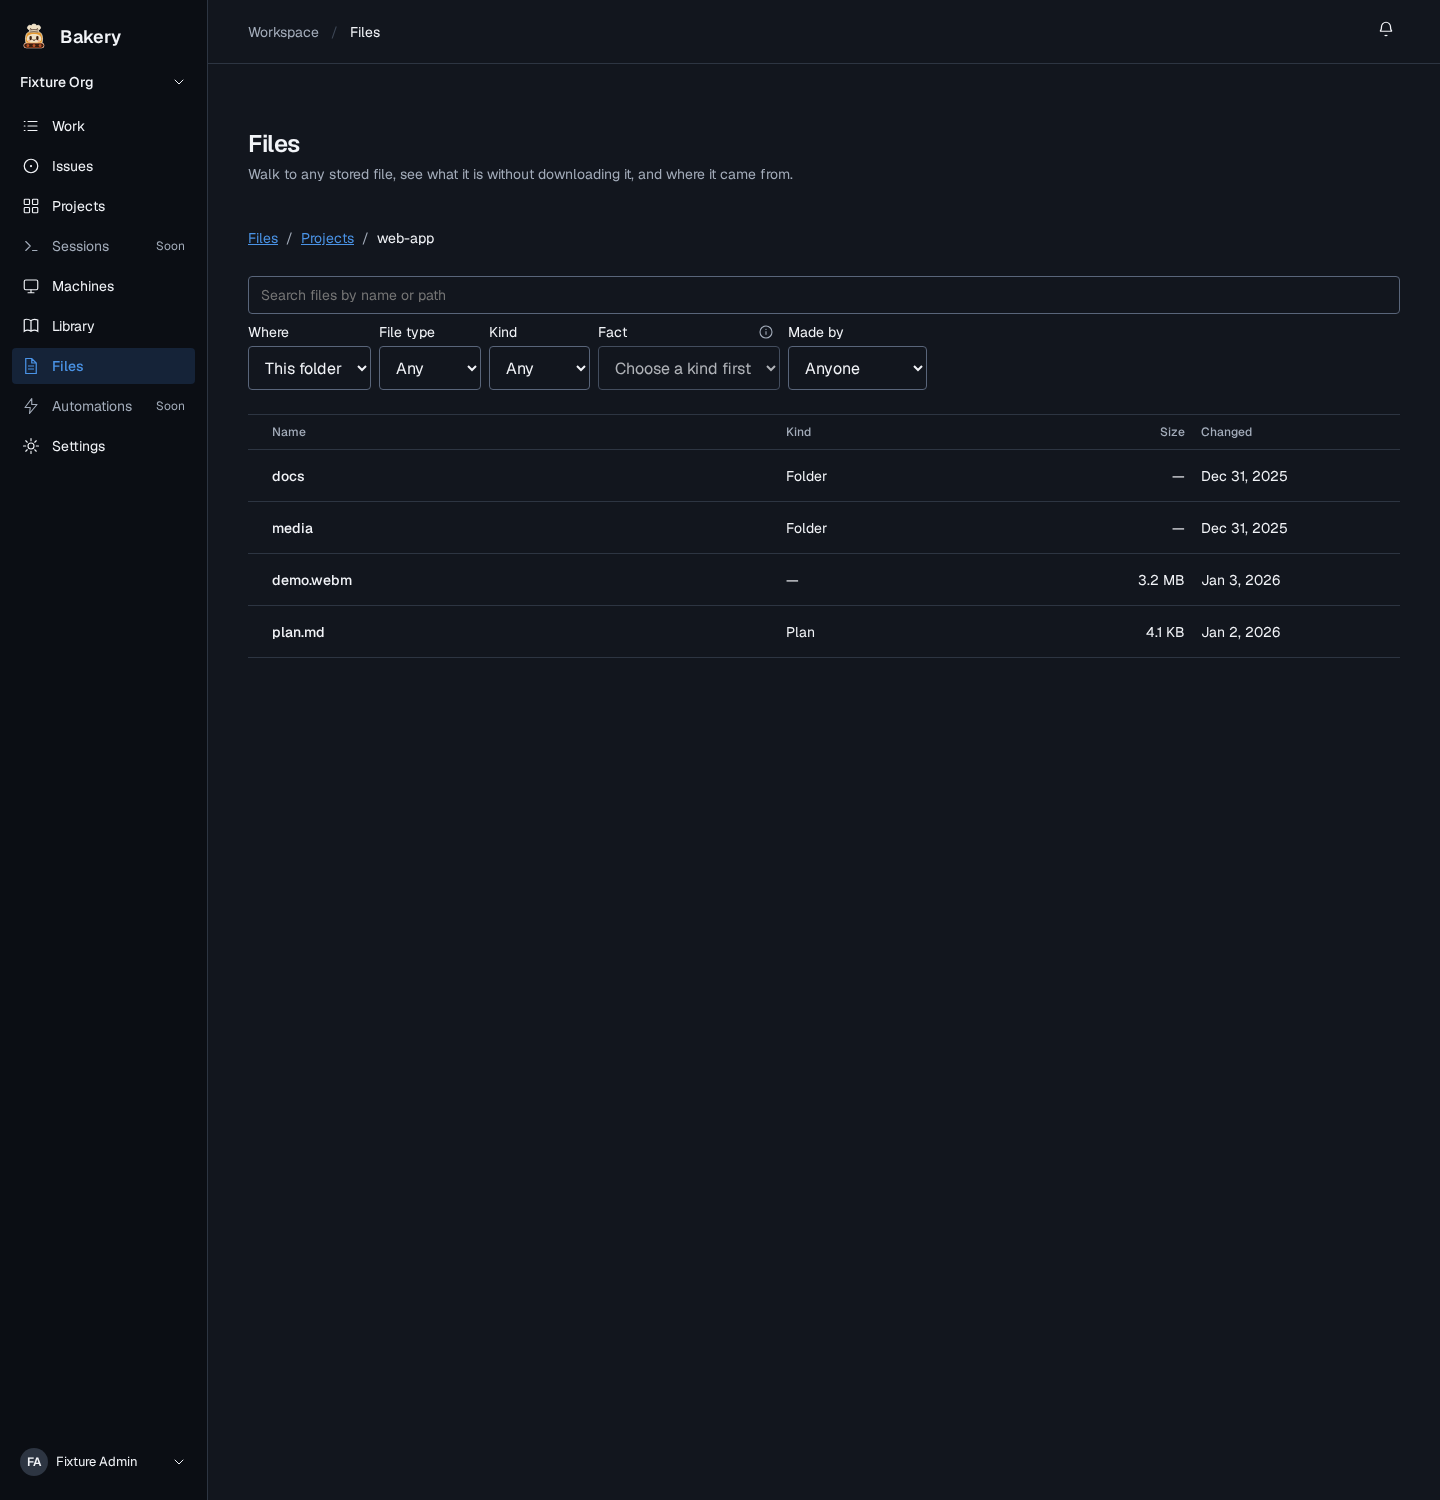 Bakery
Fixture Org
Work
Issues
Projects
Sessions Soon
Machines
Library
Files
Automations Soon
Settings
FA Fixture Admin
Workspace / Files
Files
Walk to any stored file, see what it is without downloading it, and where it came from.
Files / Projects / web-app
Search files by name or path
Where File type Kind Fact Made by
This folder Any Any Choose a kind first Anyone
Name Kind Size Changed
docs Folder — Dec 31, 2025
media Folder — Dec 31, 2025
demo.webm — 3.2 MB Jan 3, 2026
plan.md Plan 4.1 KB Jan 2, 2026